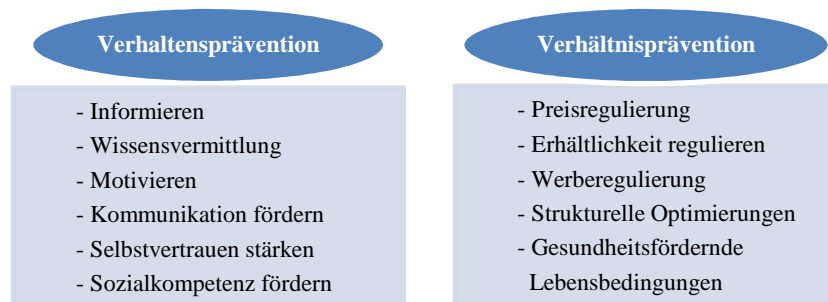 Verhaltensprävention
- Informieren
- Wissensvermittlung
- Motivieren
- Kommunikation fördern
- Selbstvertrauen stärken
- Sozialkompetenz fördern
Verhältnisprävention
- Preisregulierung
- Erhältlichkeit regulieren
- Werberegulierung
- Strukturelle Optimierungen
- Gesundheitsfördernde
Lebensbedingungen